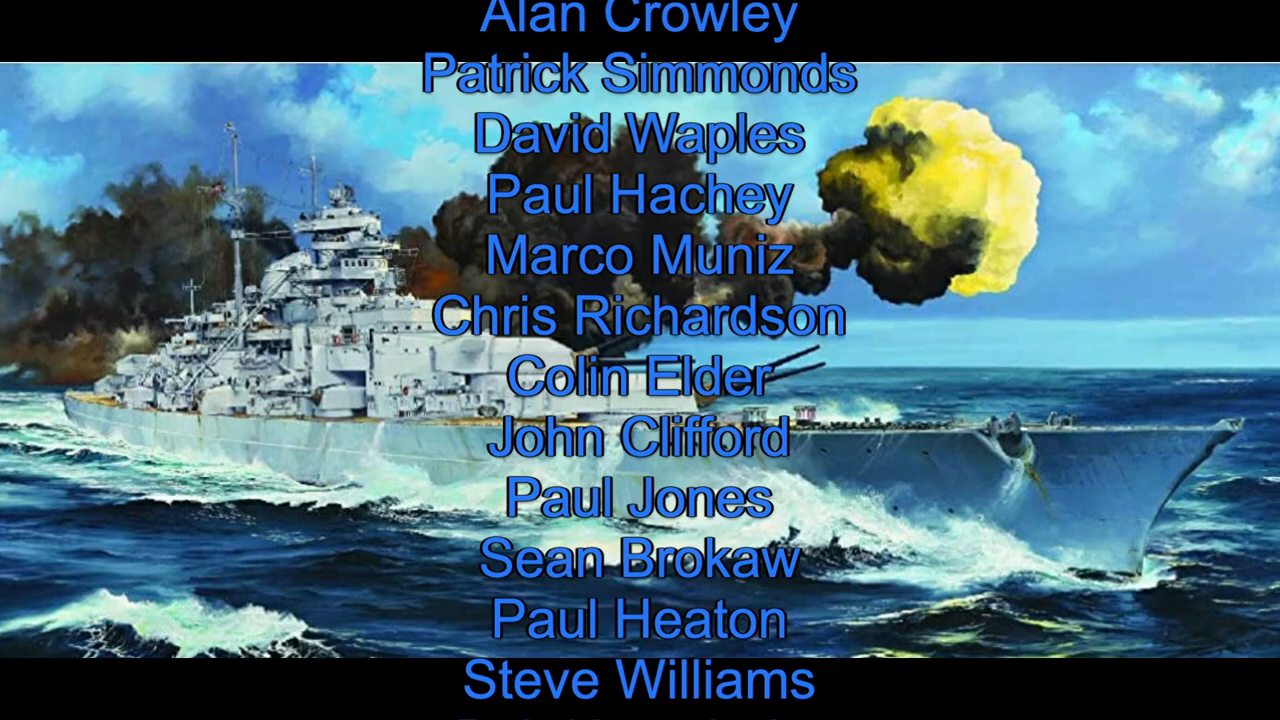 Alan Crowley
Patrick Simmonds
David Waples
Paul Hachey
Marco Muniz
Chris Richardson
Colin Elder
John Clifford
Paul Jones
Sean Brokaw
Paul Heaton
Steve Williams